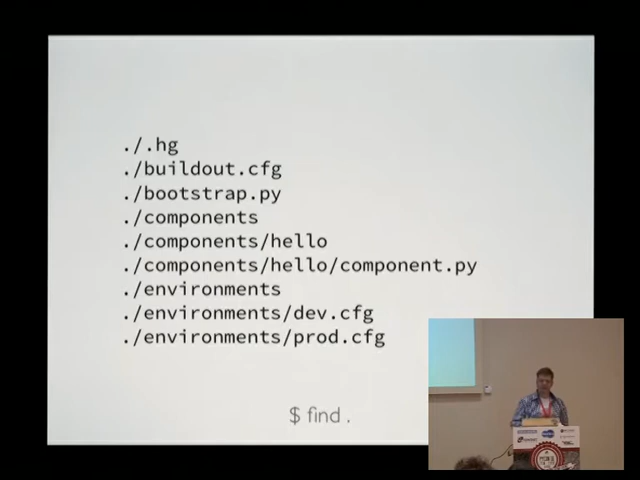 ./.hg
./buildout.cfg
./bootstrap.py
./components
./components/hello
./components/hello/component.py
./environments
./environments/dev.cfg
./environments/prod.cfg
$ find .